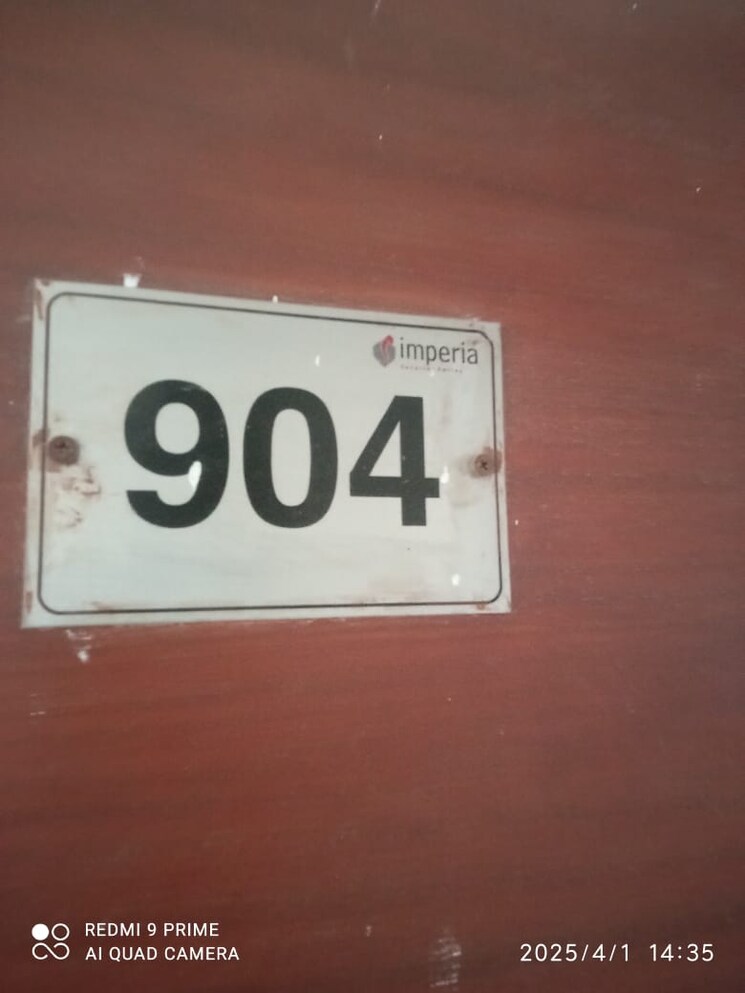 imperia
904
REDMI 9 PRIME
AI QUAD CAMERA
2025/4/1 14:35